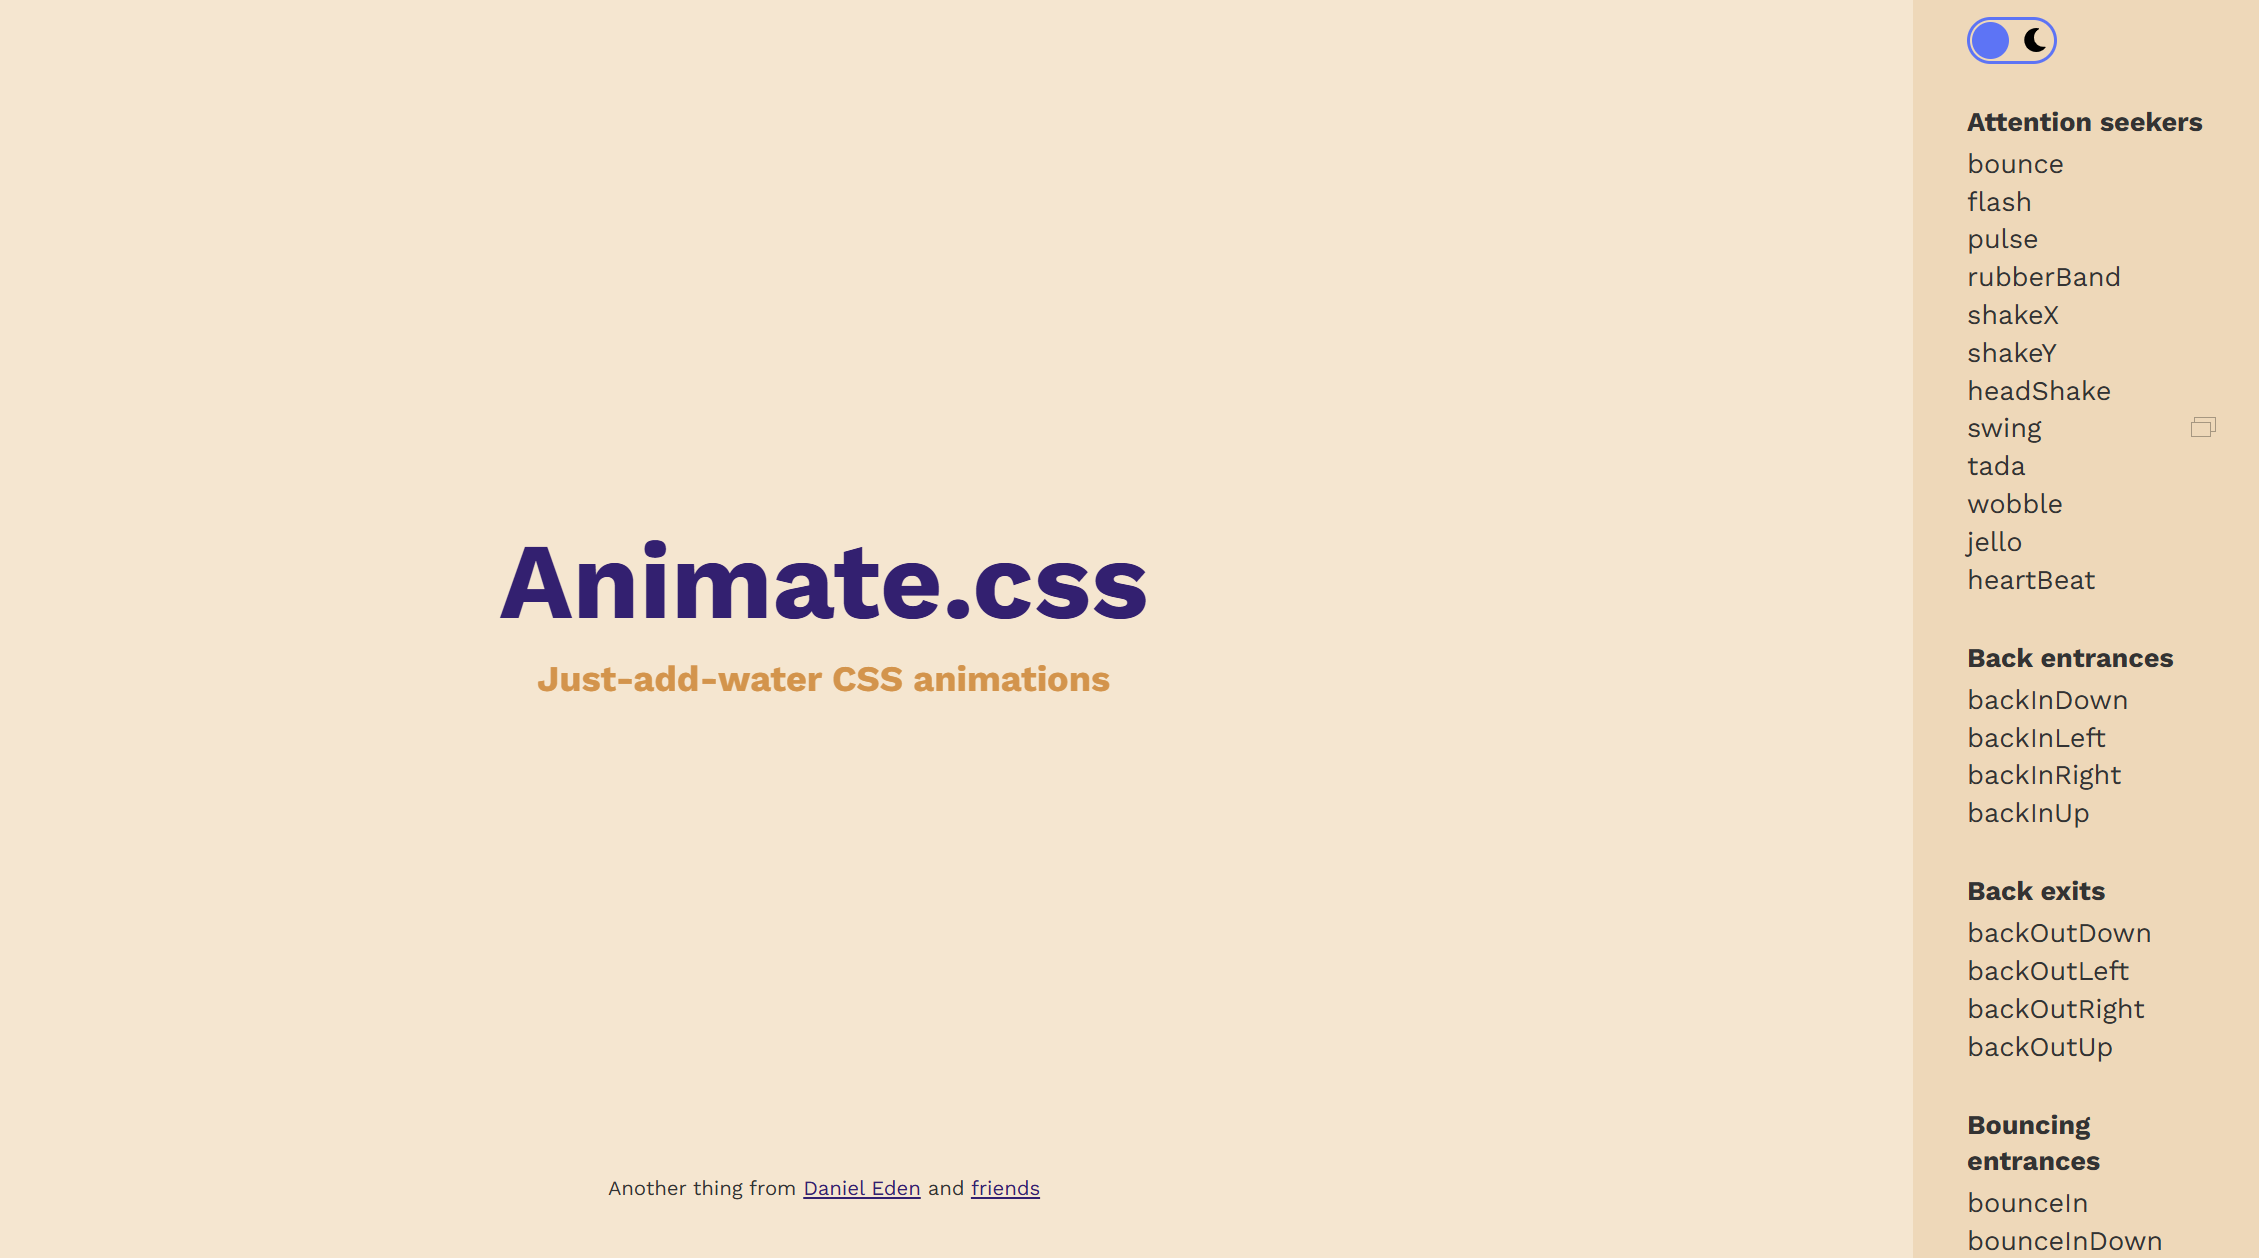 Animate.css
Just-add-water CSS animations
Another thing from Daniel Eden and friends
Attention seekers
bounce
flash
pulse
rubberBand
shakeX
shakeY
headShake
swing
tada
wobble
jello
heartBeat
Back entrances
backInDown
backInLeft
backInRight
backInUp
Back exits
backOutDown
backOutLeft
backOutRight
backOutUp
Bouncing
entrances
bounceIn
bounceInDown